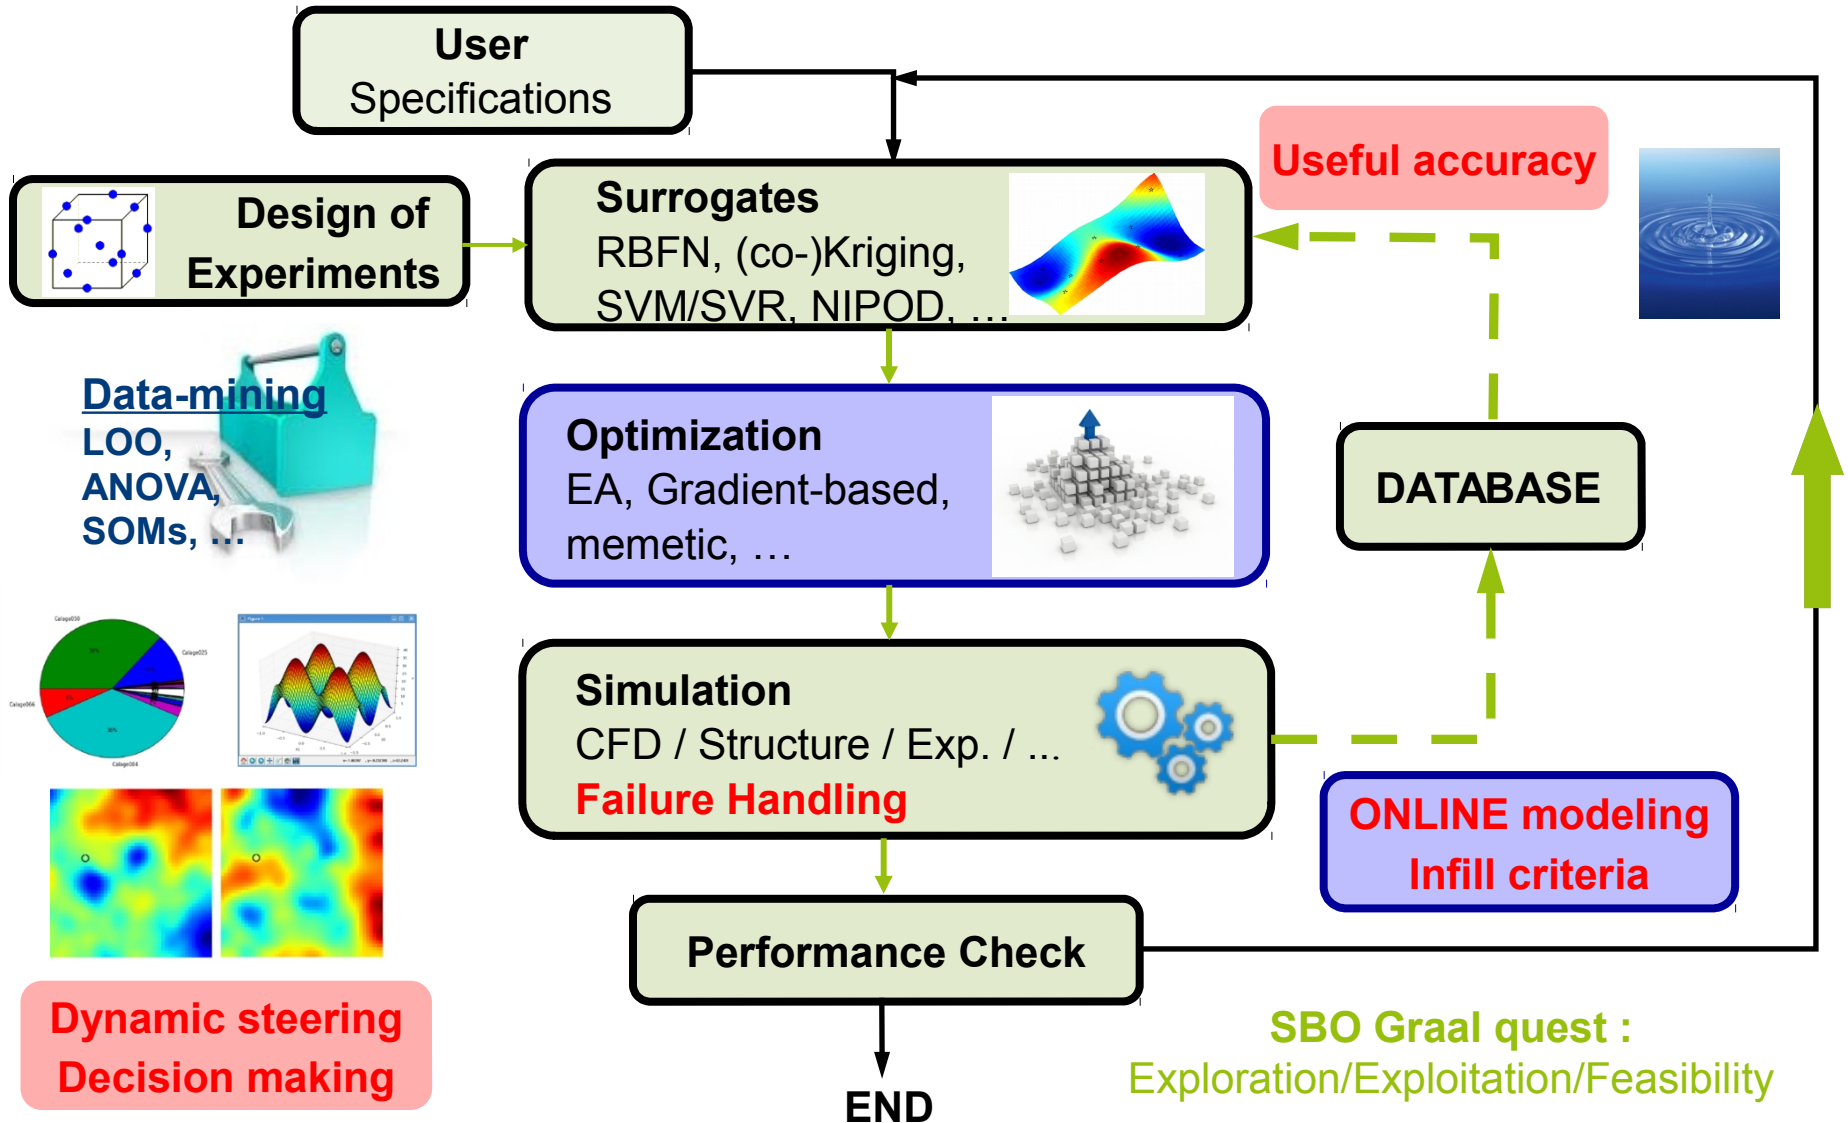 User
Specifications
Useful accuracy
Design of
Experiments
Surrogates
RBFN, (co-)Kriging,
SVM/SVR, NIPOD, …
Data-mining
LOO,
ANOVA,
SOMs, …
Optimization
EA, Gradient-based,
memetic, …
DATABASE
Simulation
CFD / Structure / Exp. / ...
Failure Handling
ONLINE modeling
Infill criteria
Performance Check
Dynamic steering
Decision making
SBO Graal quest :
Exploration/Exploitation/Feasibility
END